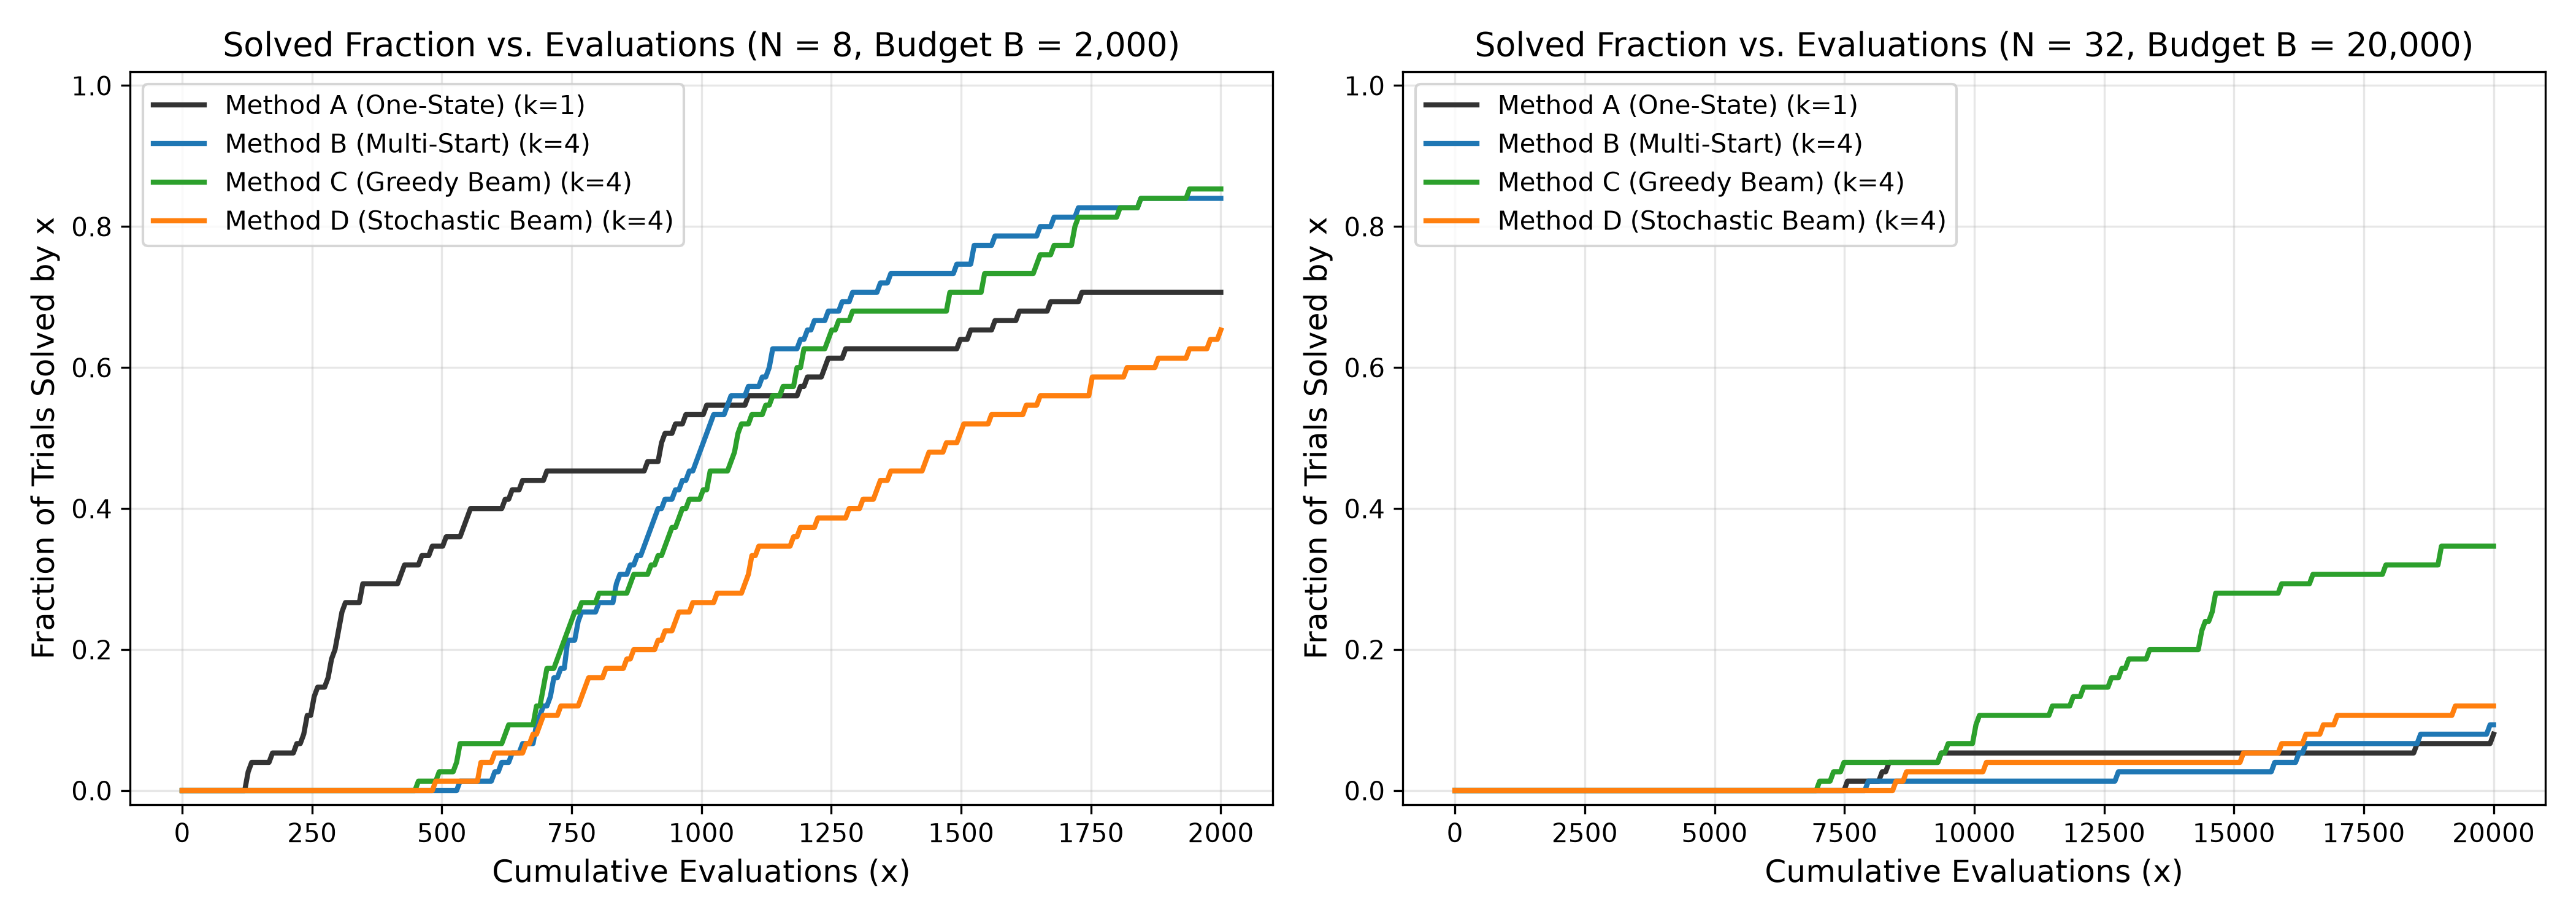 Solved Fraction vs. Evaluations (N = 8, Budget B = 2,000)
Fraction of Trials Solved by x
1.0
0.8
0.6
0.4
0.2
0.0
Method A (One-State) (k=1)
Method B (Multi-Start) (k=4)
Method C (Greedy Beam) (k=4)
Method D (Stochastic Beam) (k=4)
0 250 500 750 1000 1250 1500 1750 2000
Cumulative Evaluations (x)
Solved Fraction vs. Evaluations (N = 32, Budget B = 20,000)
Fraction of Trials Solved by x
1.0
0.8
0.6
0.4
0.2
0.0
Method A (One-State) (k=1)
Method B (Multi-Start) (k=4)
Method C (Greedy Beam) (k=4)
Method D (Stochastic Beam) (k=4)
0 2500 5000 7500 10000 12500 15000 17500 20000
Cumulative Evaluations (x)